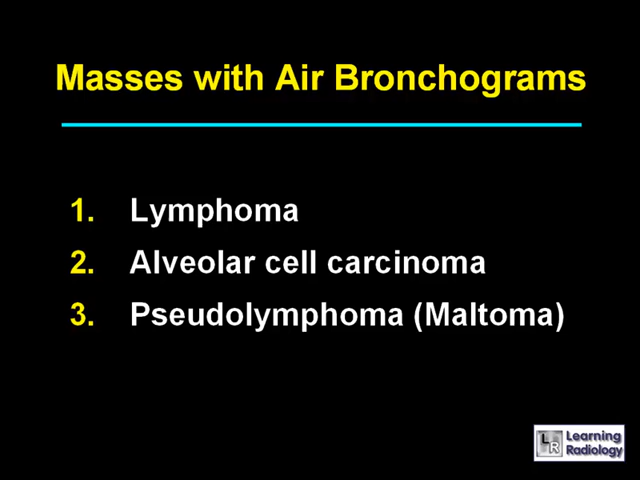 Masses with Air Bronchograms
1. Lymphoma
2. Alveolar cell carcinoma
3. Pseudolymphoma (Maltoma)
LR Learning
Radiology